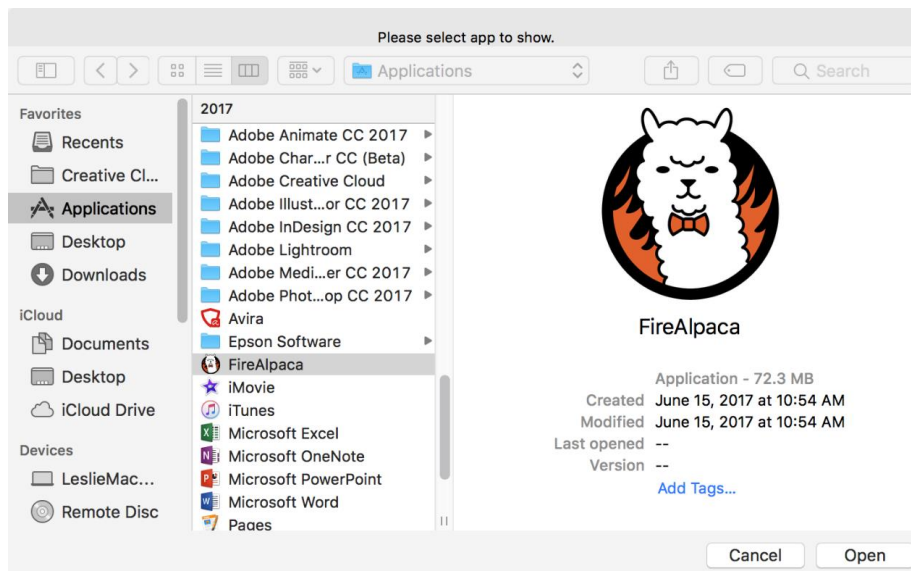 Please select app to show.
Applications
Search
Favorites
Recents
Creative Cl...
Applications
Desktop
Downloads
iCloud
Documents
Desktop
iCloud Drive
Devices
LeslieMac...
Remote Disc
2017
Adobe Animate CC 2017
Adobe Char...r CC (Beta)
Adobe Creative Cloud
Adobe Illust...or CC 2017
Adobe InDesign CC 2017
Adobe Lightroom
Adobe Medi...er CC 2017
Adobe Phot...op CC 2017
Avira
Epson Software
FireAlpaca
iMovie
iTunes
Microsoft Excel
Microsoft OneNote
Microsoft PowerPoint
Microsoft Word
Pages
FireAlpaca
Application - 72.3 MB
Created June 15, 2017 at 10:54 AM
Modified June 15, 2017 at 10:54 AM
Last opened --
Version --
Add Tags...
Cancel Open